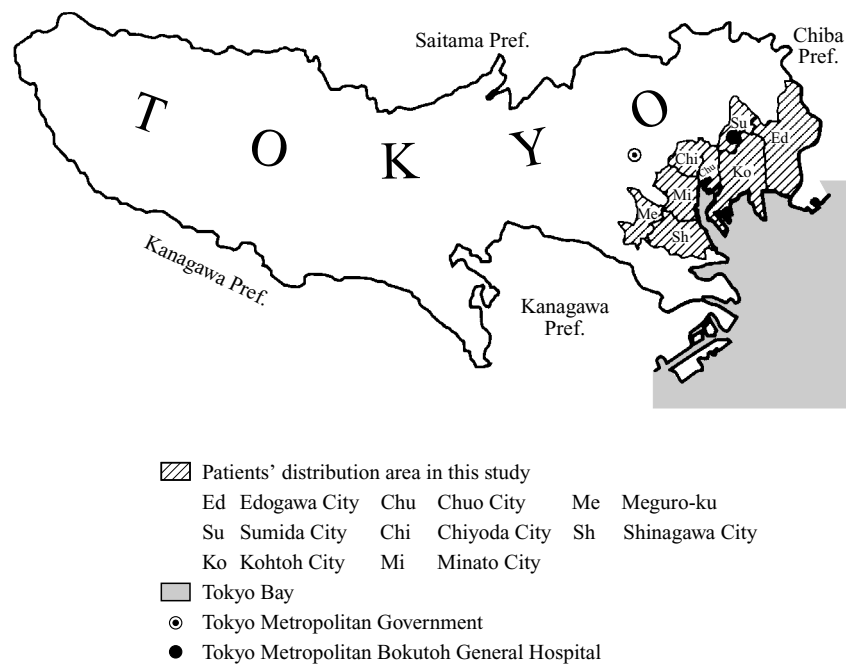 Saitama Pref.
Chiba
Pref.
T O K Y O
Su
Ed
Chi
Chu
Ko
Mi
Me
Sh
Kanagawa Pref.
Kanagawa
Pref.
Patients’ distribution area in this study
Ed Edogawa City Chu Chuo City Me Meguro-ku
Su Sumida City Chi Chiyoda City Sh Shinagawa City
Ko Kohtoh City Mi Minato City
Tokyo Bay
Tokyo Metropolitan Government
Tokyo Metropolitan Bokutoh General Hospital